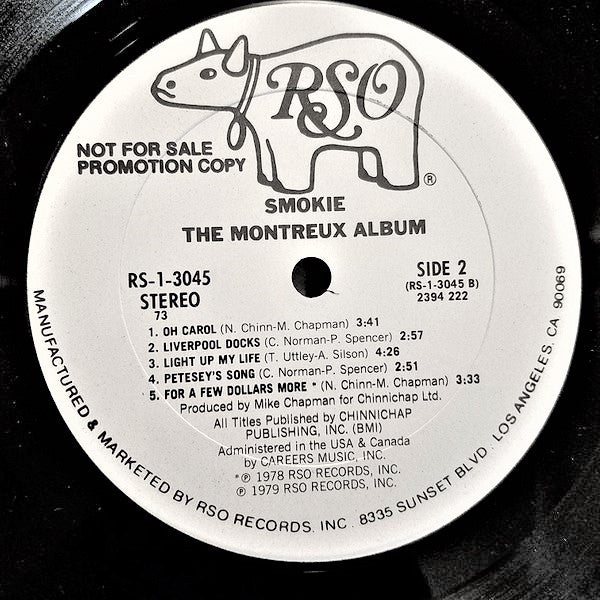 RSO
®
NOT FOR SALE
PROMOTION COPY
SMOKIE
THE MONTREUX ALBUM
RS-1-3045
STEREO
73
SIDE 2
(RS-1-3045 B)
2394 222
1. OH CAROL (N. Chinn-M. Chapman) 3:41
2. LIVERPOOL DOCKS (C. Norman-P. Spencer) 2:57
3. LIGHT UP MY LIFE (T. Uttley-A. Silson) 4:26
4. PETESEY'S SONG (C. Norman-P. Spencer) 2:51
5. FOR A FEW DOLLARS MORE * (N. Chinn-M. Chapman) 3:33
Produced by Mike Chapman for Chinnichap Ltd.
All Titles Published by CHINNICHAP
PUBLISHING, INC. (BMI)
Administered in the USA & Canada
by CAREERS MUSIC, INC.
*℗ 1978 RSO RECORDS, INC.
℗ 1979 RSO RECORDS, INC.
MANUFACTURED & MARKETED BY RSO RECORDS, INC. 8335 SUNSET BLVD. LOS ANGELES, CA 90069